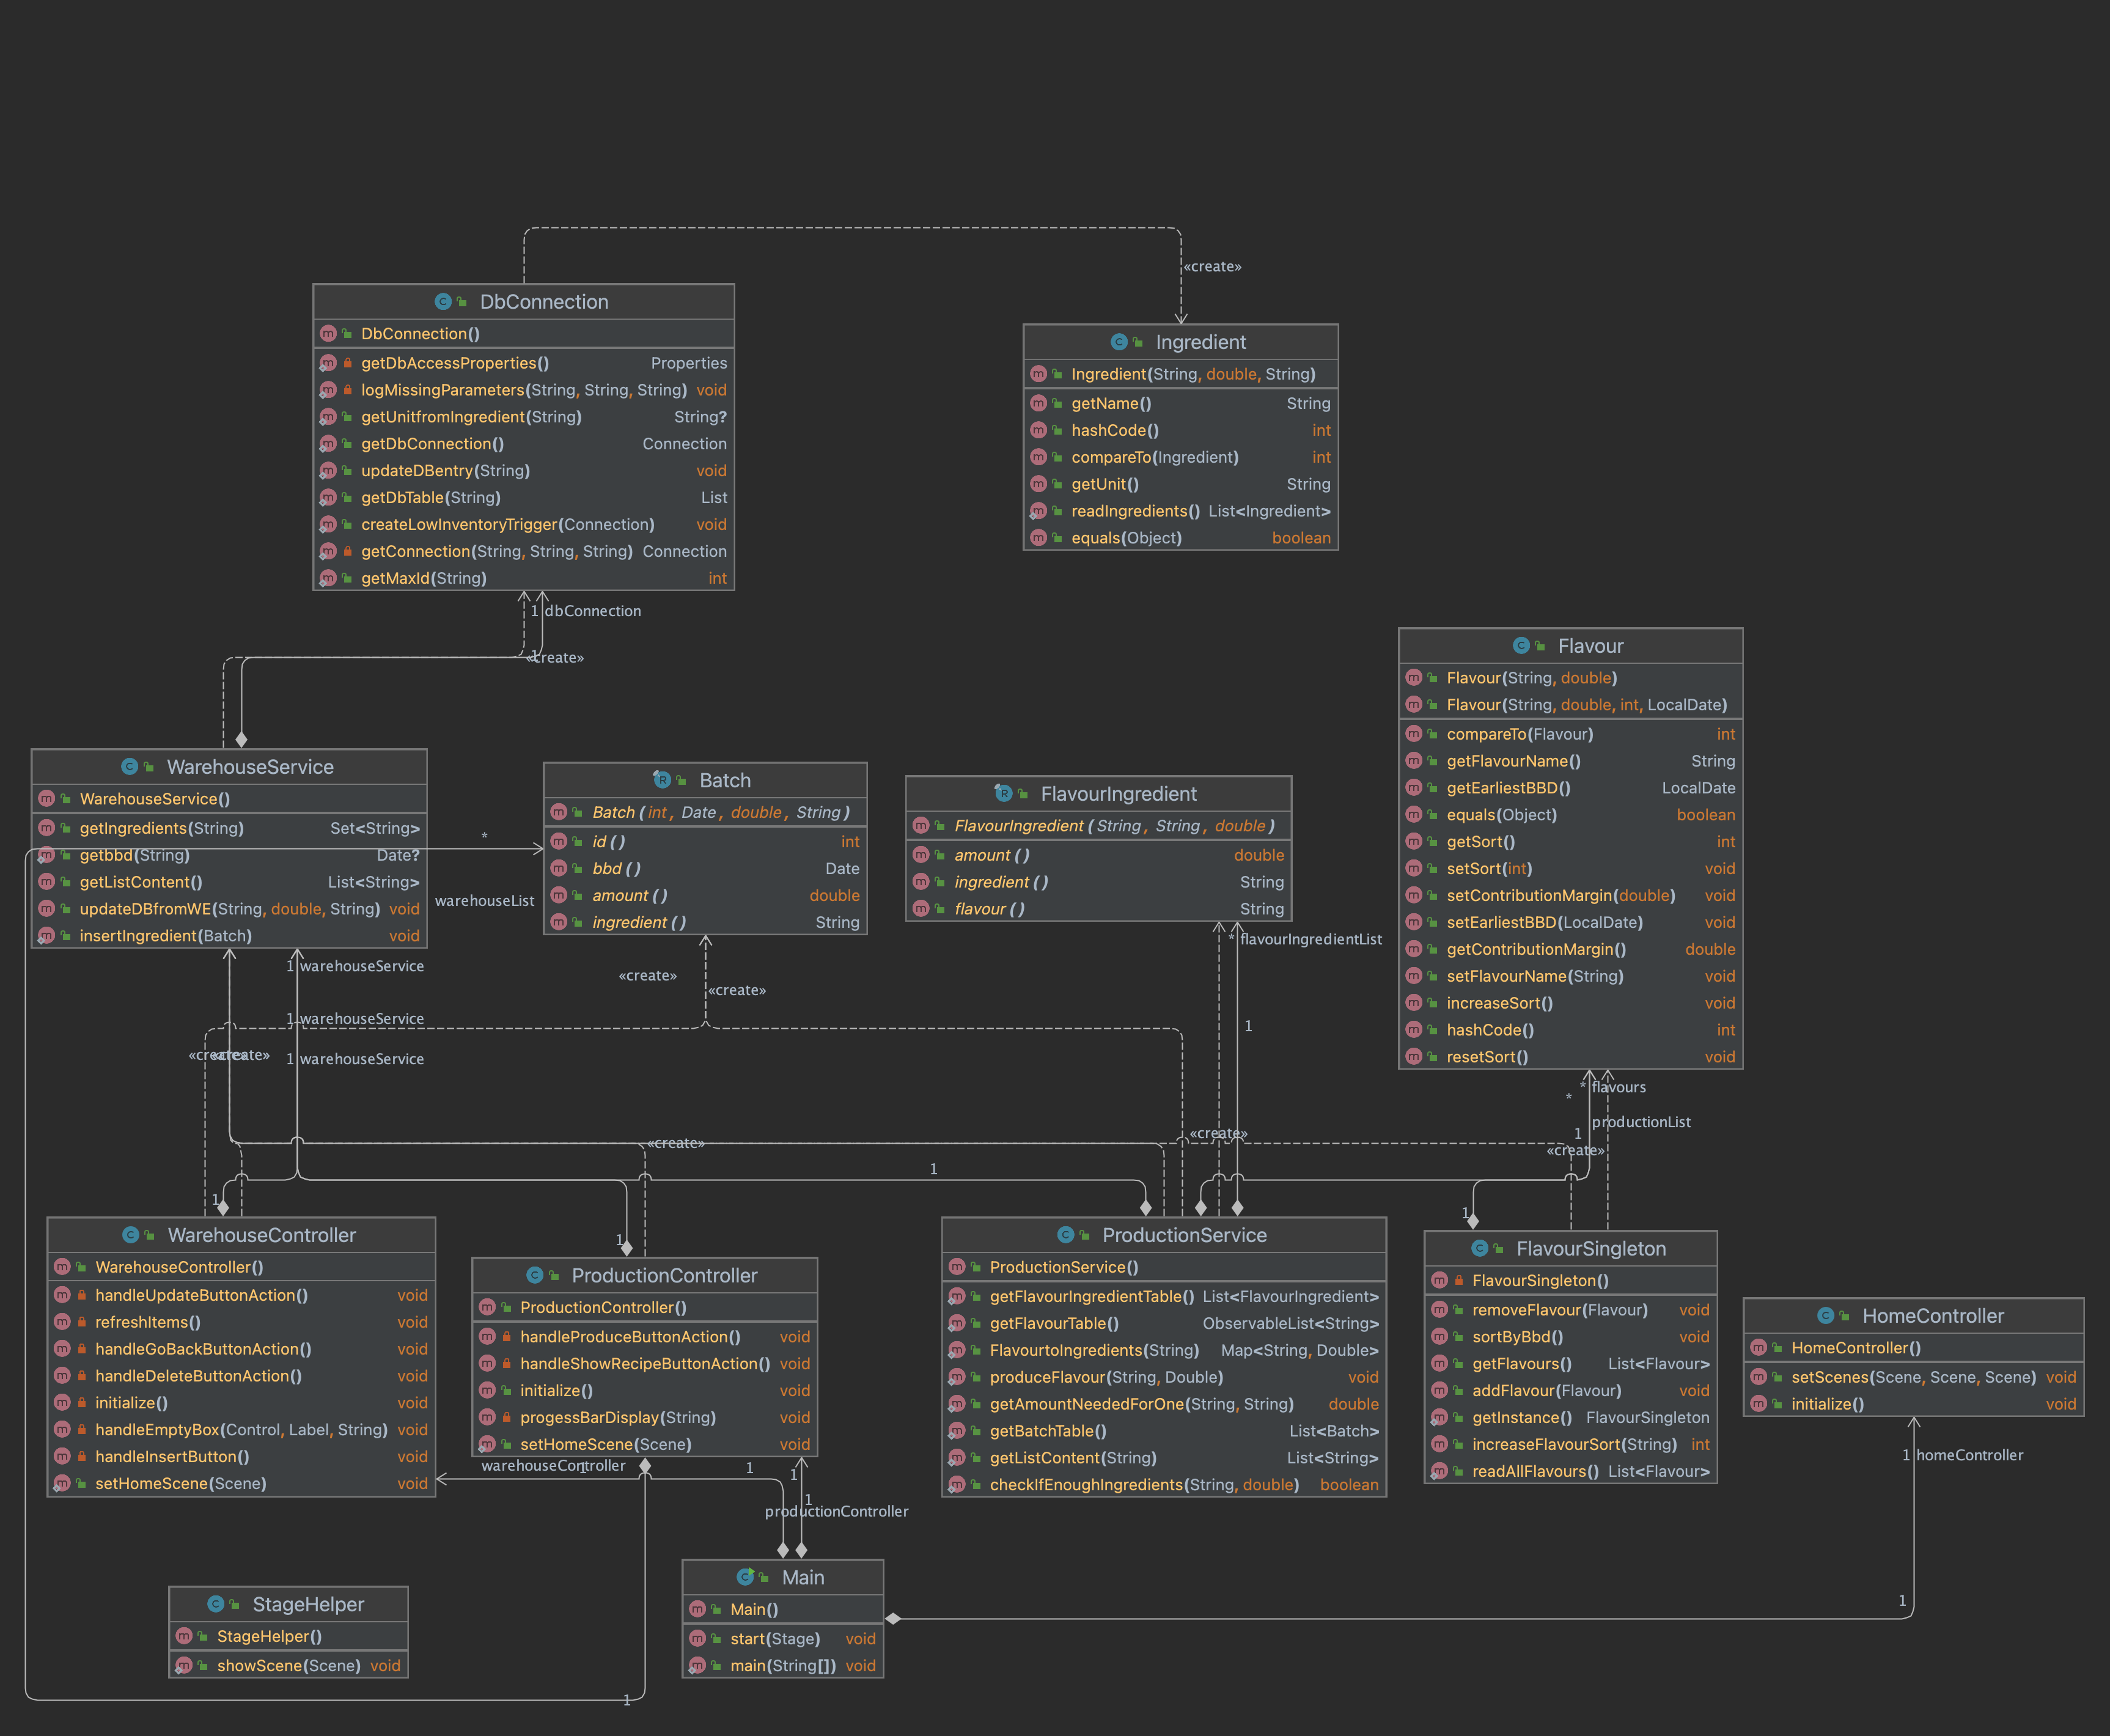 «create»
DbConnection
DbConnection()
getDbAccessProperties() Properties
logMissingParameters(String, String, String) void
getUnitfromIngredient(String) String?
getDbConnection() Connection
updateDBentry(String) void
getDbTable(String) List
createLowInventoryTrigger(Connection) void
getConnection(String, String, String) Connection
getMaxId(String) int
Ingredient
Ingredient(String, double, String)
getName() String
hashCode() int
compareTo(Ingredient) int
getUnit() String
readIngredients() List<Ingredient>
equals(Object) boolean
1 dbConnection
1
«create»
Flavour
Flavour(String, double)
Flavour(String, double, int, LocalDate)
compareTo(Flavour) int
getFlavourName() String
getEarliestBBD() LocalDate
equals(Object) boolean
getSort() int
setSort(int) void
setContributionMargin(double) void
setEarliestBBD(LocalDate) void
getContributionMargin() double
setFlavourName(String) void
increaseSort() void
hashCode() int
resetSort() void
WarehouseService
WarehouseService()
getIngredients(String) Set<String>
getbbd(String) Date?
getListContent() List<String>
updateDBfromWE(String, double, String) void
insertIngredient(Batch) void
*
warehouseList
Batch
Batch(int, Date, double, String)
id() int
bbd() Date
amount() double
ingredient() String
FlavourIngredient
FlavourIngredient(String, String, double)
amount() double
ingredient() String
flavour() String
* flavourIngredientList
1 warehouseService
«create»
«create»
1 warehouseService
1
«create»
«create»
1 warehouseService
* flavours
*
productionList
1
«create»
«create»
«create»
1
1
1
1
WarehouseController
WarehouseController()
handleUpdateButtonAction() void
refreshItems() void
handleGoBackButtonAction() void
handleDeleteButtonAction() void
initialize() void
handleEmptyBox(Control, Label, String) void
handleInsertButton() void
setHomeScene(Scene) void
ProductionController
ProductionController()
handleProduceButtonAction() void
handleShowRecipeButtonAction() void
initialize() void
progessBarDisplay(String) void
setHomeScene(Scene) void
ProductionService
ProductionService()
getFlavourIngredientTable() List<FlavourIngredient>
getFlavourTable() ObservableList<String>
FlavourtoIngredients(String) Map<String, Double>
produceFlavour(String, Double) void
getAmountNeededForOne(String, String) double
getBatchTable() List<Batch>
getListContent(String) List<String>
checkIfEnoughIngredients(String, double) boolean
FlavourSingleton
FlavourSingleton()
removeFlavour(Flavour) void
sortByBbd() void
getFlavours() List<Flavour>
addFlavour(Flavour) void
getInstance() FlavourSingleton
increaseFlavourSort(String) int
readAllFlavours() List<Flavour>
HomeController
HomeController()
setScenes(Scene, Scene, Scene) void
initialize() void
1 homeController
warehouseController
1
1
1
1
productionController
Main
Main()
start(Stage) void
main(String[]) void
1
StageHelper
StageHelper()
showScene(Scene) void
1